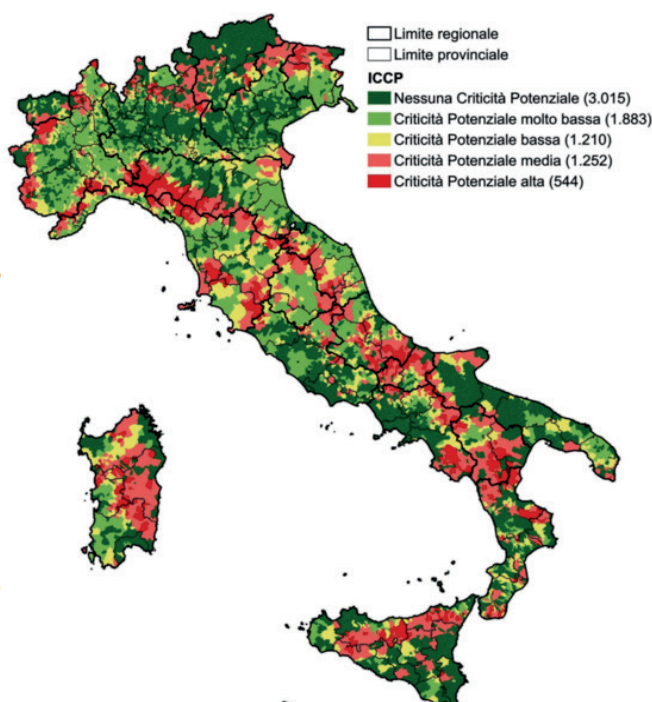 Limite regionale
Limite provinciale
ICCP
Nessuna Criticità Potenziale (3.015)
Criticità Potenziale molto bassa (1.883)
Criticità Potenziale bassa (1.210)
Criticità Potenziale media (1.252)
Criticità Potenziale alta (544)